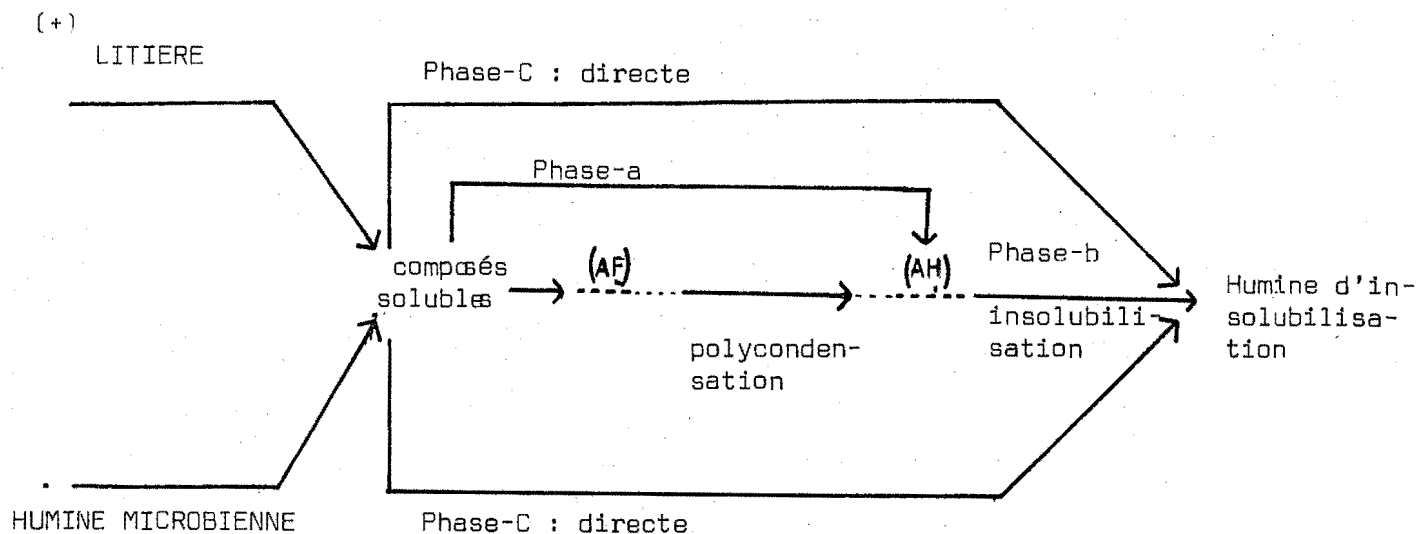 (+)
LITIERE
Phase-C : directe
Phase-a
composés
solubles
(AF)
(AH)
Phase-b
insolubili-
sation
polyconden-
sation
Humine d'in-
solubilisa-
tion
HUMINE MICROBIENNE
Phase-C : directe